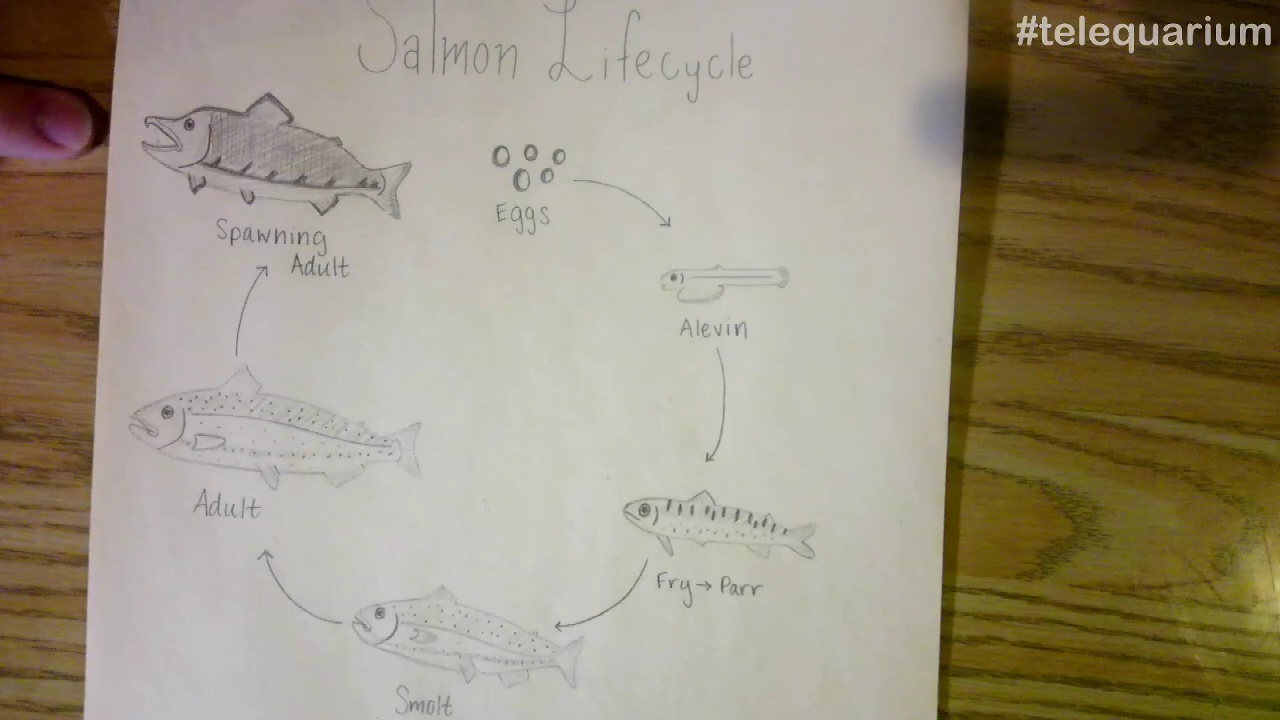 #telequarium
Salmon Lifecycle
Eggs
Alevin
Fry→Parr
Smolt
Adult
Spawning
Adult